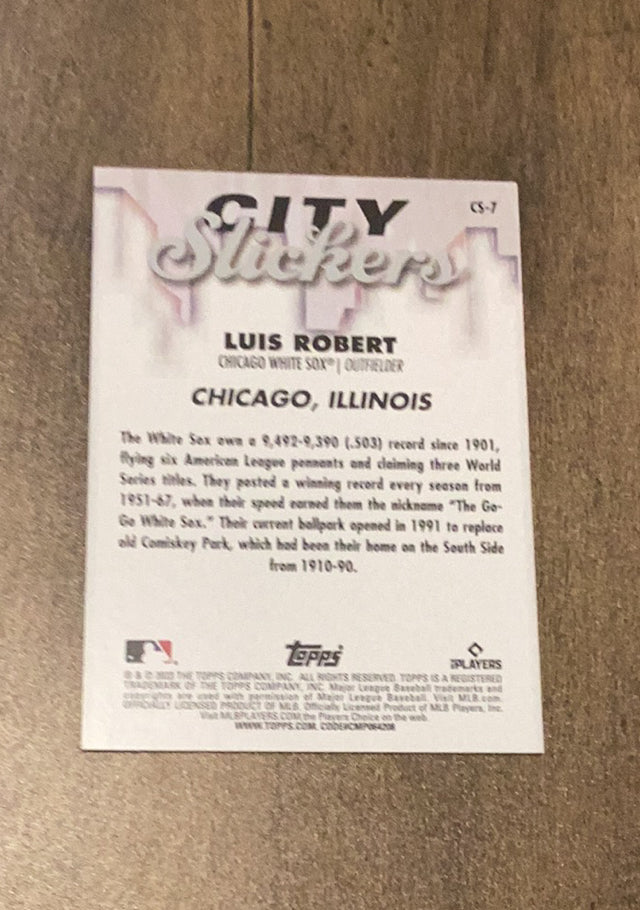 CITY
CS-7
Slickers
LUIS ROBERT
CHICAGO WHITE SOX® | OUTFIELDER
CHICAGO, ILLINOIS
The White Sox own a 9,492-9,390 (.503) record since 1901,
flying six American League pennants and claiming three World
Series titles. They posted a winning record every season from
1951-67, when their speed earned them the nickname "The Go-
Go White Sox." Their current ballpark opened in 1991 to replace
old Comiskey Park, which had been their home on the South Side
from 1910-90.
Topps
PLAYERS
THE TOPPS COMPANY, INC. ALL RIGHTS RESERVED. TOPPS IS A REGISTERED
TRADEMARK OF THE TOPPS COMPANY, INC. Major League Baseball trademarks and
copyrights are used with permission of Major League Baseball. Visit MLB.com.
OFFICIALLY LICENSED PRODUCT OF MLB Players, Inc.
Visit MLBPLAYERS.COM, the Players Choice on the web.
WWW.TOPPS.COM. CODE#CMP084208